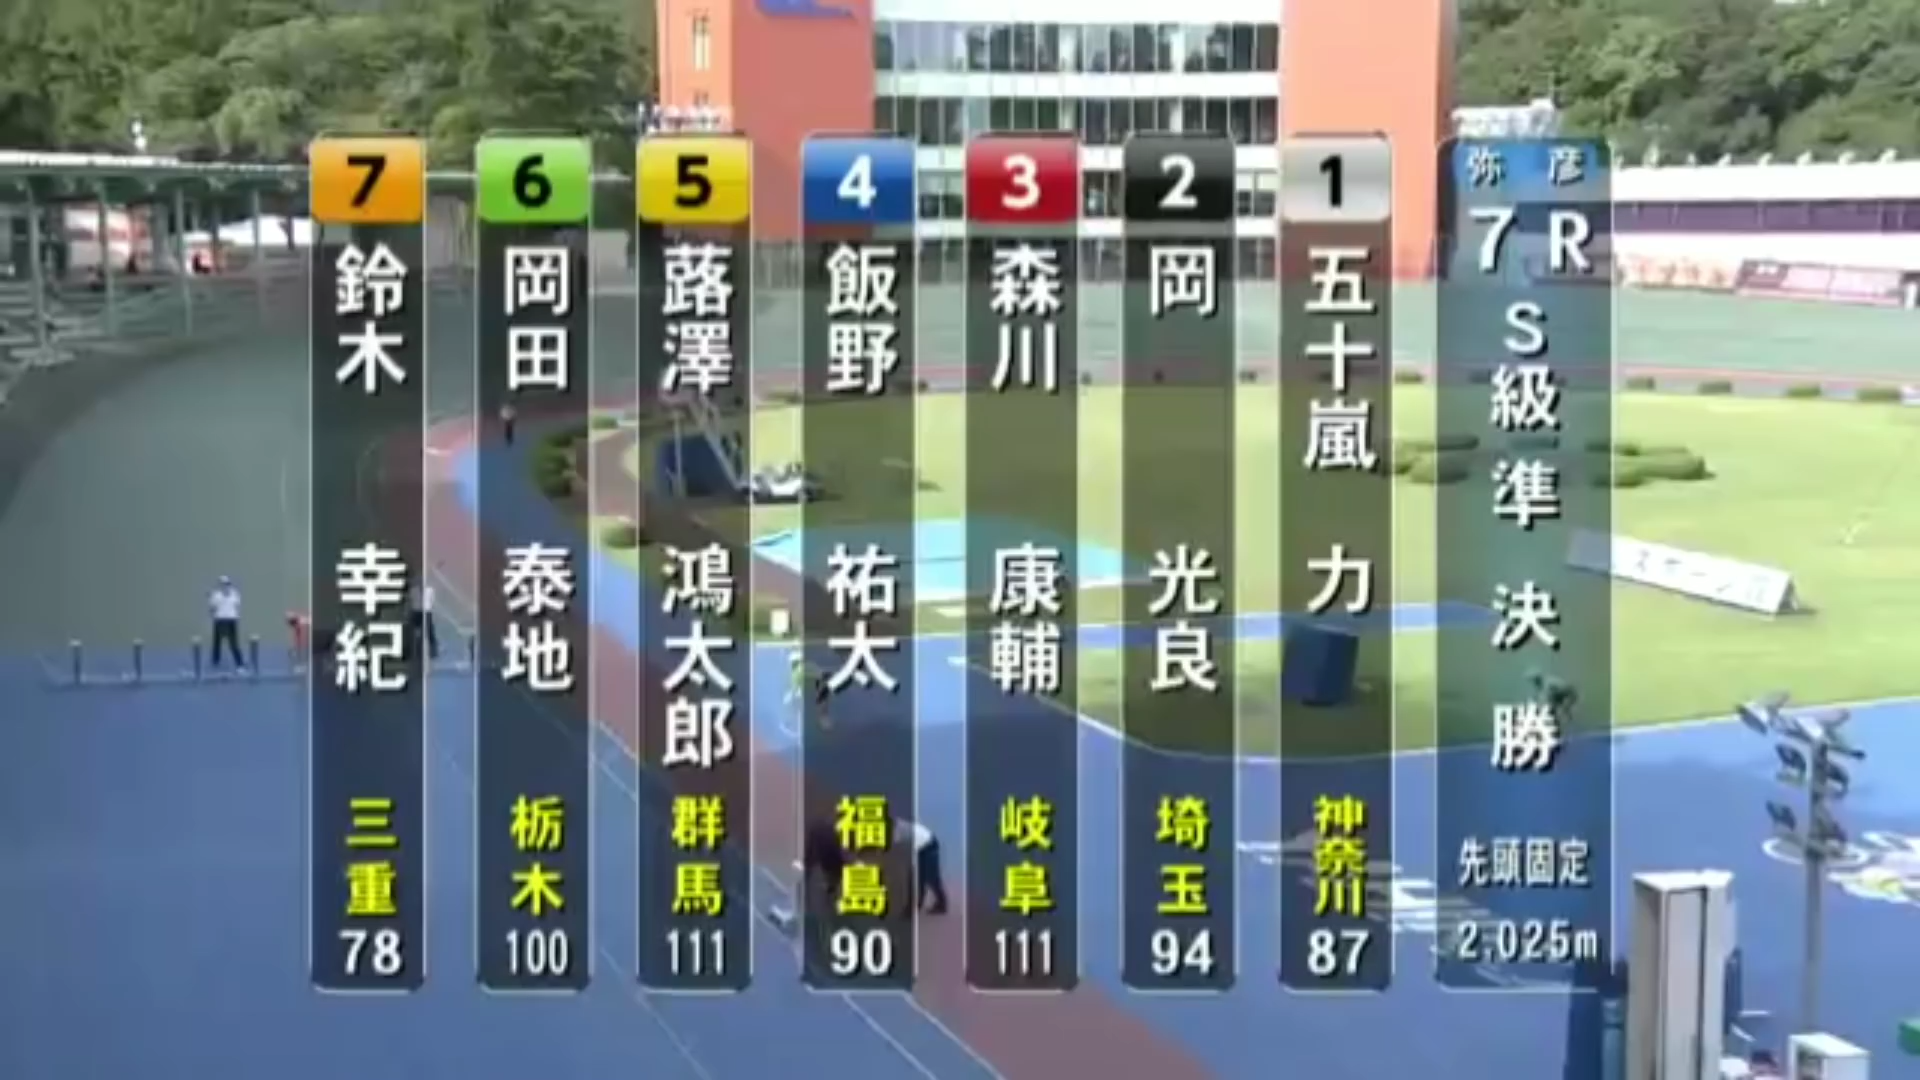 弥彦
7R
S級準決勝
先頭固定
2,025m
1
五十嵐 力
神奈川
87
2
岡 光良
埼玉
94
3
森川 康輔
岐阜
111
4
飯野 祐太
福島
90
5
蕗澤 鴻太郎
群馬
111
6
岡田 泰地
栃木
100
7
鈴木 幸紀
三重
78